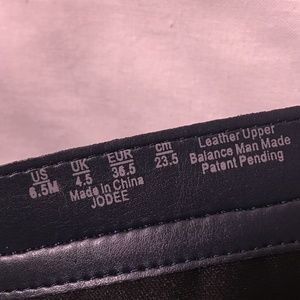 US UK EUR cm
6.5M 4.5 36.5 23.5
Made in China
JODEE
Leather Upper
Balance Man Made
Patent Pending